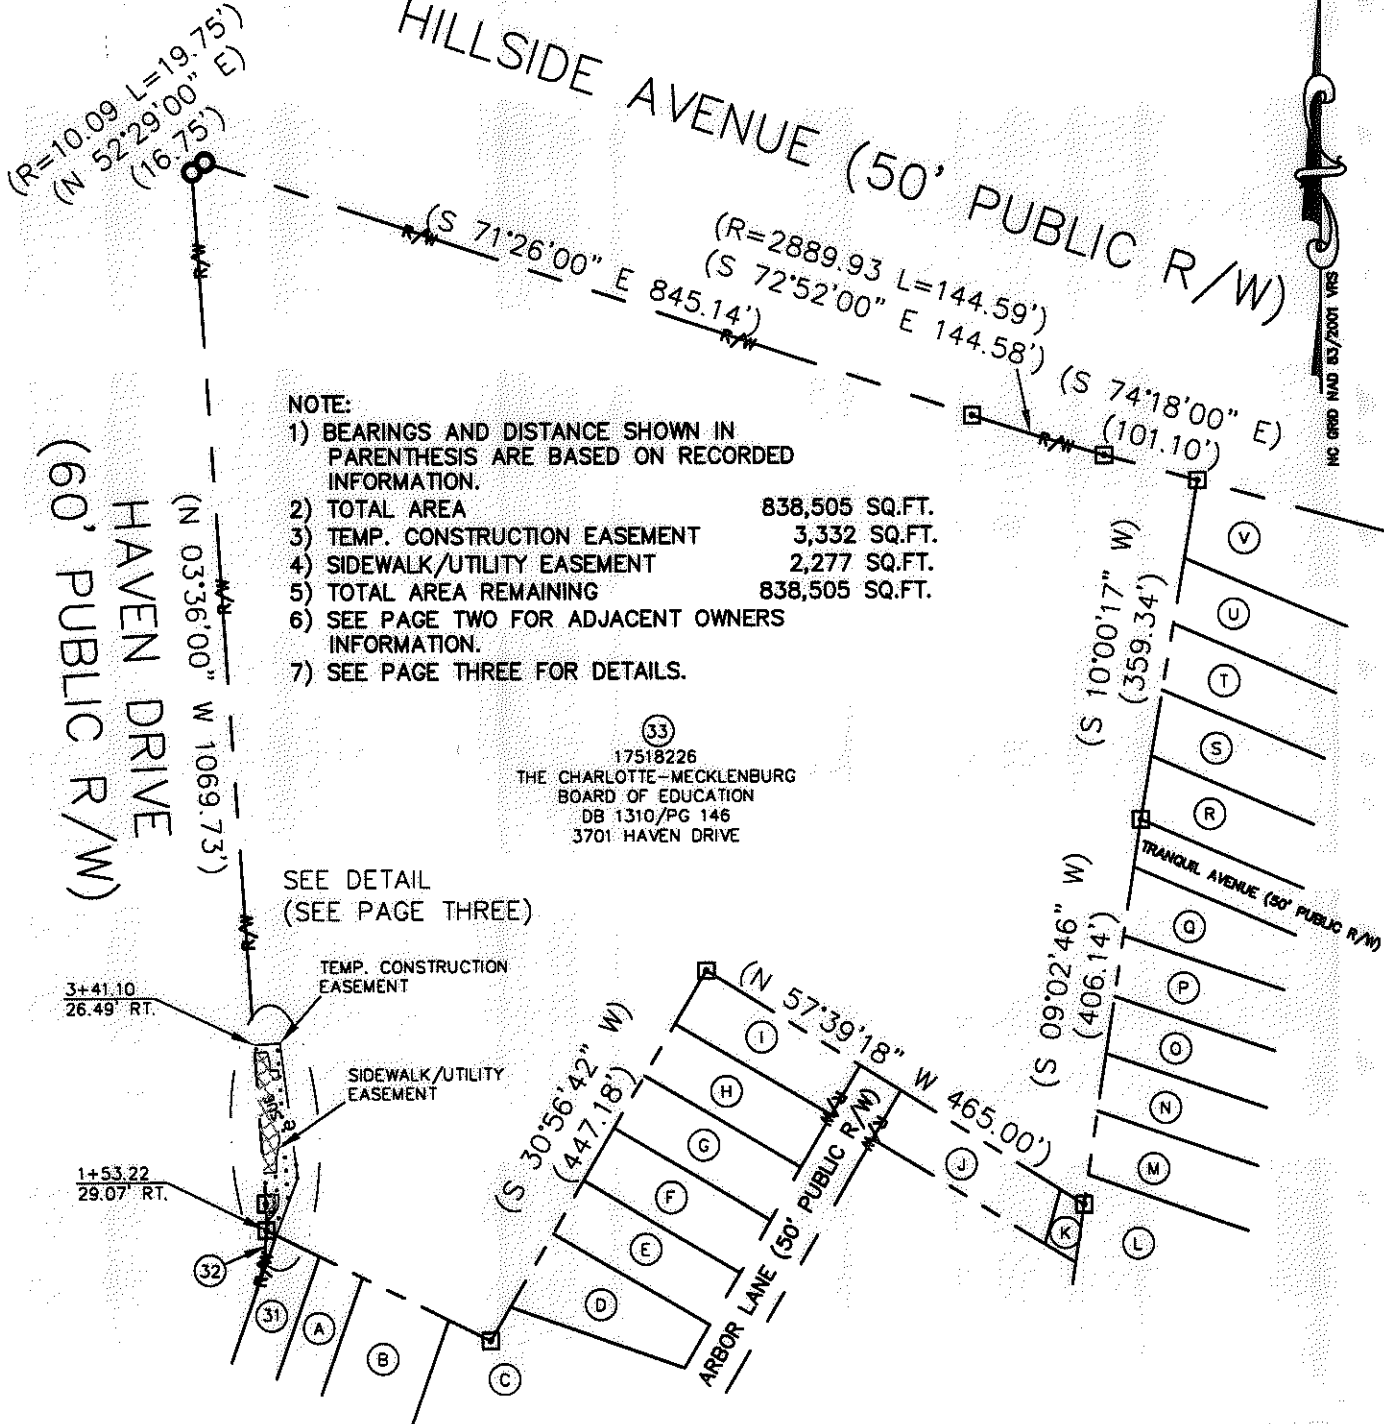 HILLSIDE AVENUE (50' PUBLIC R/W)
(R=10.09 L=19.75')
(N 52°29'00" E)
(16.75')
R/W
(S 71°26'00" E 845.14')
R/W
R/W
(R=2889.93 L=144.59')
(S 72°52'00" E 144.58')
R/W
(S 74°18'00" E)
(101.10')
NC GRID NAD 83/2001 VRS
NOTE:
1) BEARINGS AND DISTANCE SHOWN IN
PARENTHESIS ARE BASED ON RECORDED
INFORMATION.
2) TOTAL AREA 838,505 SQ.FT.
3) TEMP. CONSTRUCTION EASEMENT 3,332 SQ.FT.
4) SIDEWALK/UTILITY EASEMENT 2,277 SQ.FT.
5) TOTAL AREA REMAINING 838,505 SQ.FT.
6) SEE PAGE TWO FOR ADJACENT OWNERS
INFORMATION.
7) SEE PAGE THREE FOR DETAILS.
HAVEN DRIVE
(60' PUBLIC R/W)
(N 03°36'00" W 1069.73')
R/W
R/W
33
17518226
THE CHARLOTTE-MECKLENBURG
BOARD OF EDUCATION
DB 1310/PG 146
3701 HAVEN DRIVE
(S 10°00'17" W)
(359.34')
V
U
T
S
R
TRANQUIL AVENUE (50' PUBLIC R/W)
(S 09°02'46" W)
(406.14')
Q
P
O
N
M
L
SEE DETAIL
(SEE PAGE THREE)
TEMP. CONSTRUCTION
EASEMENT
3+41.10
26.49' RT.
SIDEWALK/UTILITY
EASEMENT
SUE
1+53.22
29.07' RT.
R/W
32
31
A
B
C
(S 30°56'42" W)
(447.18')
(N 57°39'18" W 465.00')
I
H
G
F
E
D
R/W
R/W
ARBOR LANE (50' PUBLIC R/W)
J
K